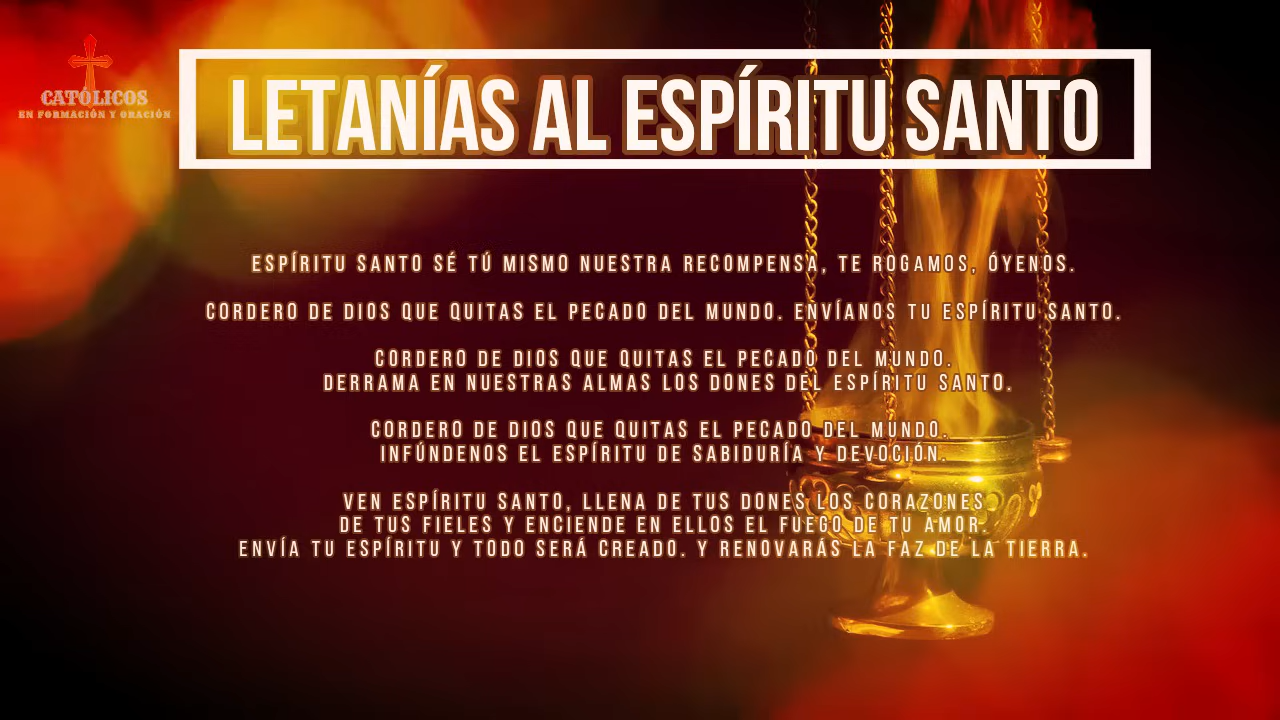 CATÓLICOS
EN FORMACIÓN Y ORACIÓN
LETANÍAS AL ESPÍRITU SANTO
ESPÍRITU SANTO SÉ TÚ MISMO NUESTRA RECOMPENSA, TE ROGAMOS, ÓYENOS.
CORDERO DE DIOS QUE QUITAS EL PECADO DEL MUNDO. ENVÍANOS TU ESPÍRITU SANTO.
CORDERO DE DIOS QUE QUITAS EL PECADO DEL MUNDO.
DERRAMA EN NUESTRAS ALMAS LOS DONES DEL ESPÍRITU SANTO.
CORDERO DE DIOS QUE QUITAS EL PECADO DEL MUNDO.
INFÚNDENOS EL ESPÍRITU DE SABIDURÍA Y DEVOCIÓN.
VEN ESPÍRITU SANTO, LLENA DE TUS DONES LOS CORAZONES
DE TUS FIELES Y ENCIENDE EN ELLOS EL FUEGO DE TU AMOR.
ENVÍA TU ESPÍRITU Y TODO SERÁ CREADO. Y RENOVARÁS LA FAZ DE LA TIERRA.